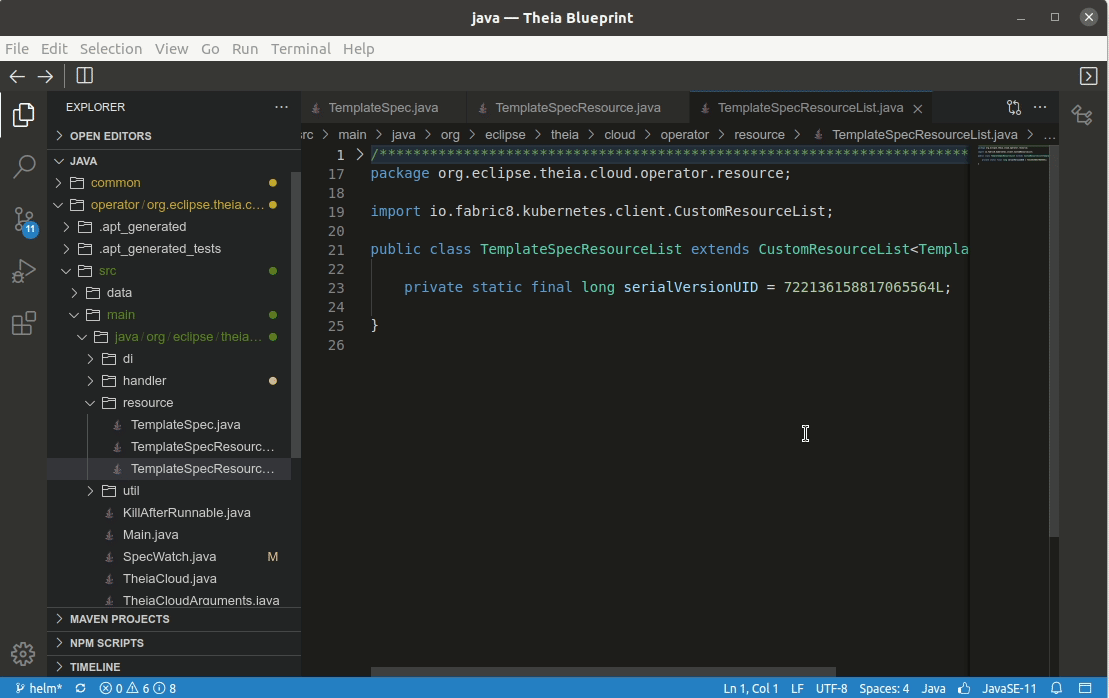 java — Theia Blueprint
File Edit Selection View Go Run Terminal Help
EXPLORER ...
OPEN EDITORS
JAVA
common
operator/org.eclipse.theia.c...
.apt_generated
.apt_generated_tests
src
data
main
java/org/eclipse/theia...
di
handler
resource
TemplateSpec.java
TemplateSpecResourc...
TemplateSpecResourc...
util
KillAfterRunnable.java
Main.java
SpecWatch.java M
TheiaCloud.java
TheiaCloudArguments.java
MAVEN PROJECTS
NPM SCRIPTS
TIMELINE
11
TemplateSpec.java TemplateSpecResource.java TemplateSpecResourceList.java ...
src > main > java > org > eclipse > theia > cloud > operator > resource > TemplateSpecResourceList.java > ...
1 /***********************************************************************
17 package org.eclipse.theia.cloud.operator.resource;
18
19 import io.fabric8.kubernetes.client.CustomResourceList;
20
21 public class TemplateSpecResourceList extends CustomResourceList<Templa
22
23 private static final long serialVersionUID = 722136158817065564L;
24
25 }
26
helm* 0 6 8 Ln 1, Col 1 LF UTF-8 Spaces: 4 Java JavaSE-11